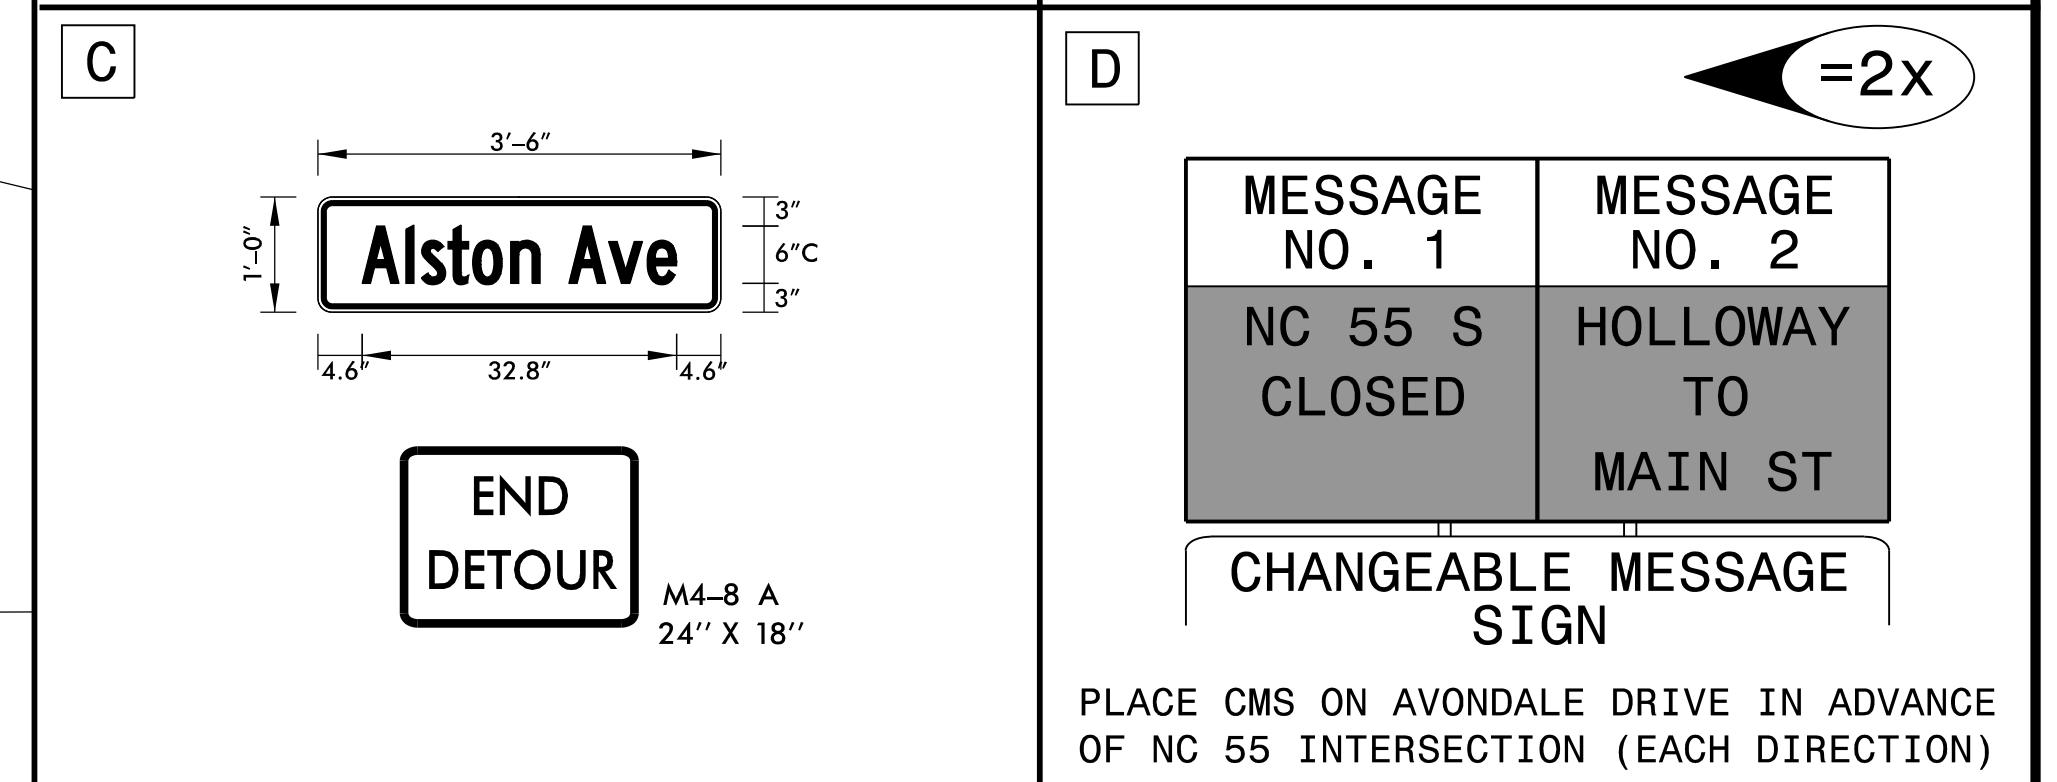 C
3'–6"
1'–0"
Alston Ave
3"
6"C
3"
4.6"
32.8"
4.6"
END
DETOUR
M4–8 A
24'' X 18''
D
=2x
MESSAGE
NO. 1
MESSAGE
NO. 2
NC 55 S
CLOSED
HOLLOWAY
TO
MAIN ST
CHANGEABLE MESSAGE
SIGN
PLACE CMS ON AVONDALE DRIVE IN ADVANCE
OF NC 55 INTERSECTION (EACH DIRECTION)